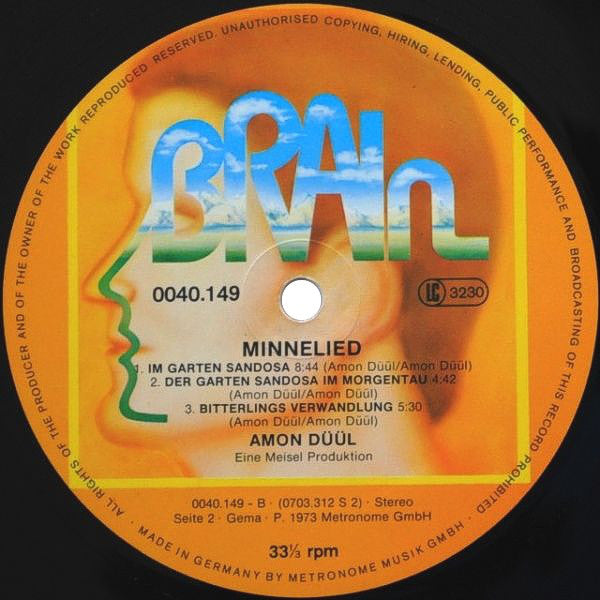 ALL RIGHTS OF THE PRODUCER AND OF THE OWNER OF THE WORK REPRODUCED RESERVED. UNAUTHORISED COPYING, HIRING, LENDING, PUBLIC PERFORMANCE AND BROADCASTING OF THIS RECORD PROHIBITED
BRAIn
0040.149
LC 3230
MINNELIED
1. IM GARTEN SANDOSA 8:44 (Amon Düül/Amon Düül)
2. DER GARTEN SANDOSA IM MORGENTAU 4:42
(Amon Düül/Amon Düül)
3. BITTERLINGS VERWANDLUNG 5:30
(Amon Düül/Amon Düül)
AMON DÜÜL
Eine Meisel Produktion
0040.149 - B · (0703.312 S 2) · Stereo
Seite 2 · Gema · P. 1973 Metronome GmbH
33⅓ rpm
· MADE IN GERMANY BY METRONOME MUSIK GMBH ·